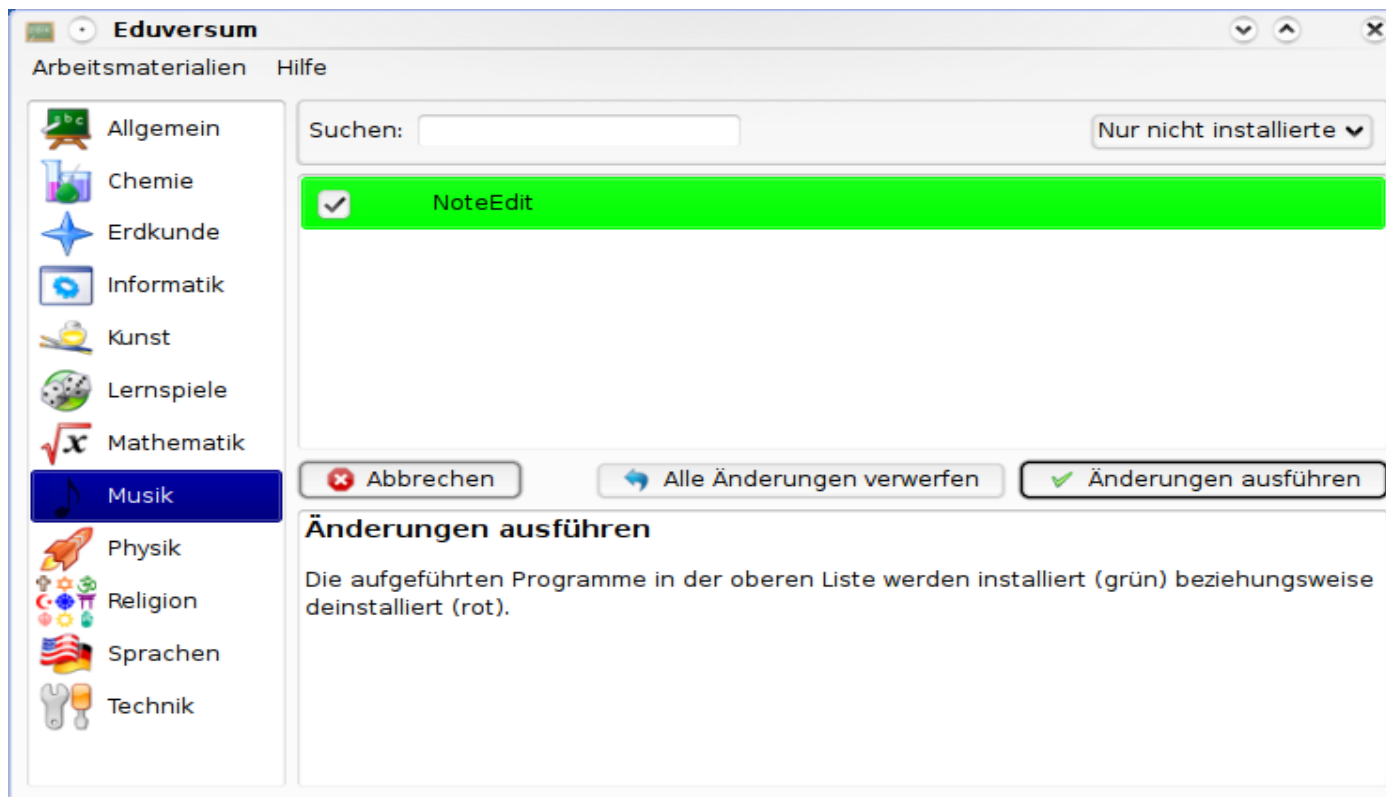 Eduversum
Arbeitsmaterialien Hilfe
Allgemein
Chemie
Erdkunde
Informatik
Kunst
Lernspiele
Mathematik
Musik
Physik
Religion
Sprachen
Technik
Suchen:
Nur nicht installierte
NoteEdit
Abbrechen
Alle Änderungen verwerfen
Änderungen ausführen
Änderungen ausführen
Die aufgeführten Programme in der oberen Liste werden installiert (grün) beziehungsweise
deinstalliert (rot).